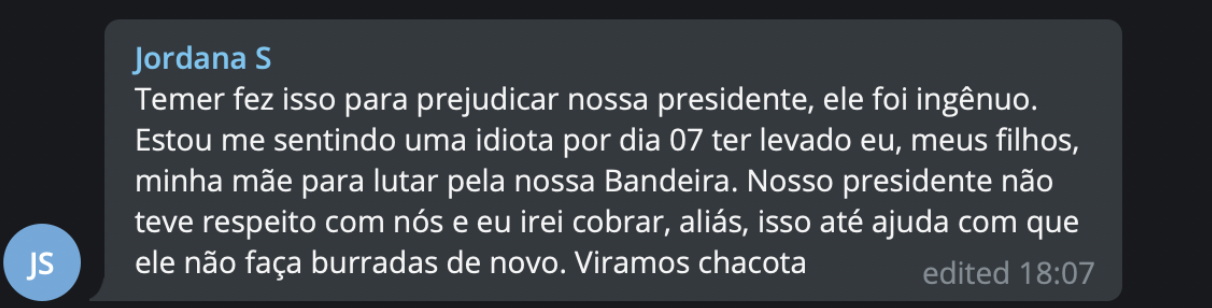 Jordana S
Temer fez isso para prejudicar nossa presidente, ele foi ingênuo.
Estou me sentindo uma idiota por dia 07 ter levado eu, meus filhos,
minha mãe para lutar pela nossa Bandeira. Nosso presidente não
teve respeito com nós e eu irei cobrar, aliás, isso até ajuda com que
ele não faça burradas de novo. Viramos chacota
edited 18:07
JS